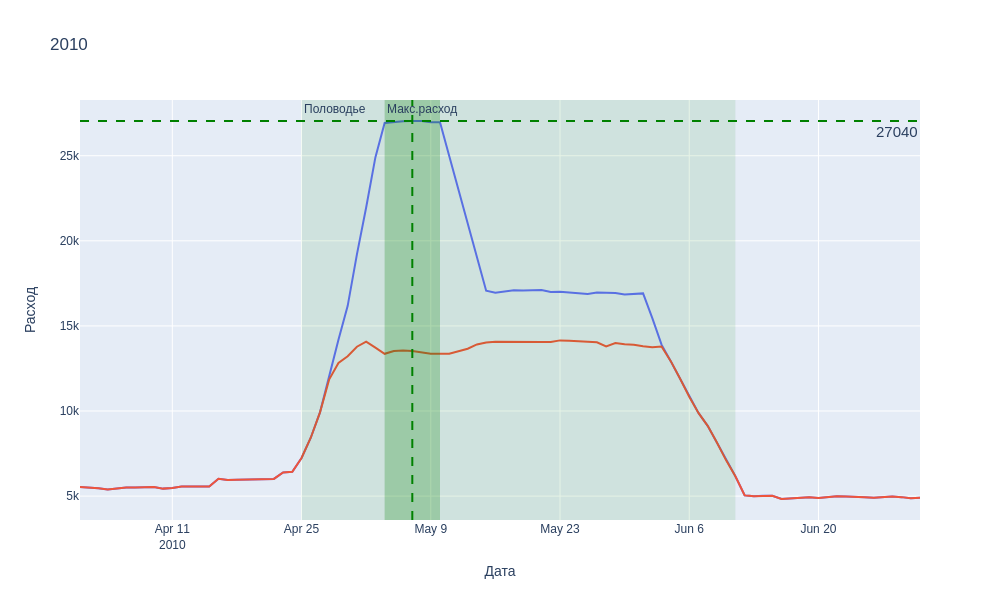 2010
Половодье
Макс.расход
27040
25k
20k
15k
10k
5k
Расход
Apr 11
2010
Apr 25
May 9
May 23
Jun 6
Jun 20
Дата